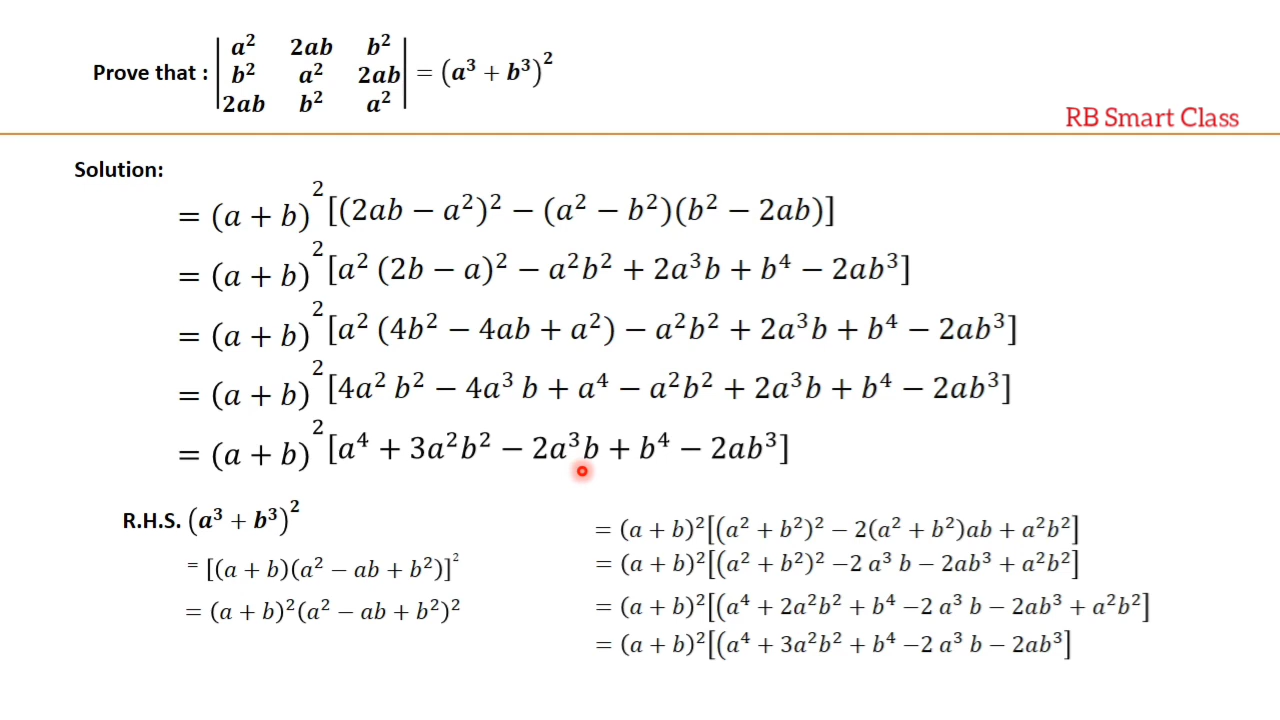 Prove that : | a² 2ab b² |
| b² a² 2ab | = (a³ + b³)²
| 2ab b² a² |
RB Smart Class
Solution:
= (a + b)² [(2ab − a²)² − (a² − b²)(b² − 2ab)]
= (a + b)² [a² (2b − a)² − a²b² + 2a³b + b⁴ − 2ab³]
= (a + b)² [a² (4b² − 4ab + a²) − a²b² + 2a³b + b⁴ − 2ab³]
= (a + b)² [4a² b² − 4a³ b + a⁴ − a²b² + 2a³b + b⁴ − 2ab³]
= (a + b)² [a⁴ + 3a²b² − 2a³b + b⁴ − 2ab³]
R.H.S. (a³ + b³)²
= [(a + b)(a² − ab + b²)]²
= (a + b)²(a² − ab + b²)²
= (a + b)²[(a² + b²)² − 2(a² + b²)ab + a²b²]
= (a + b)²[(a² + b²)² −2 a³ b − 2ab³ + a²b²]
= (a + b)²[(a⁴ + 2a²b² + b⁴ −2 a³ b − 2ab³ + a²b²]
= (a + b)²[(a⁴ + 3a²b² + b⁴ −2 a³ b − 2ab³]